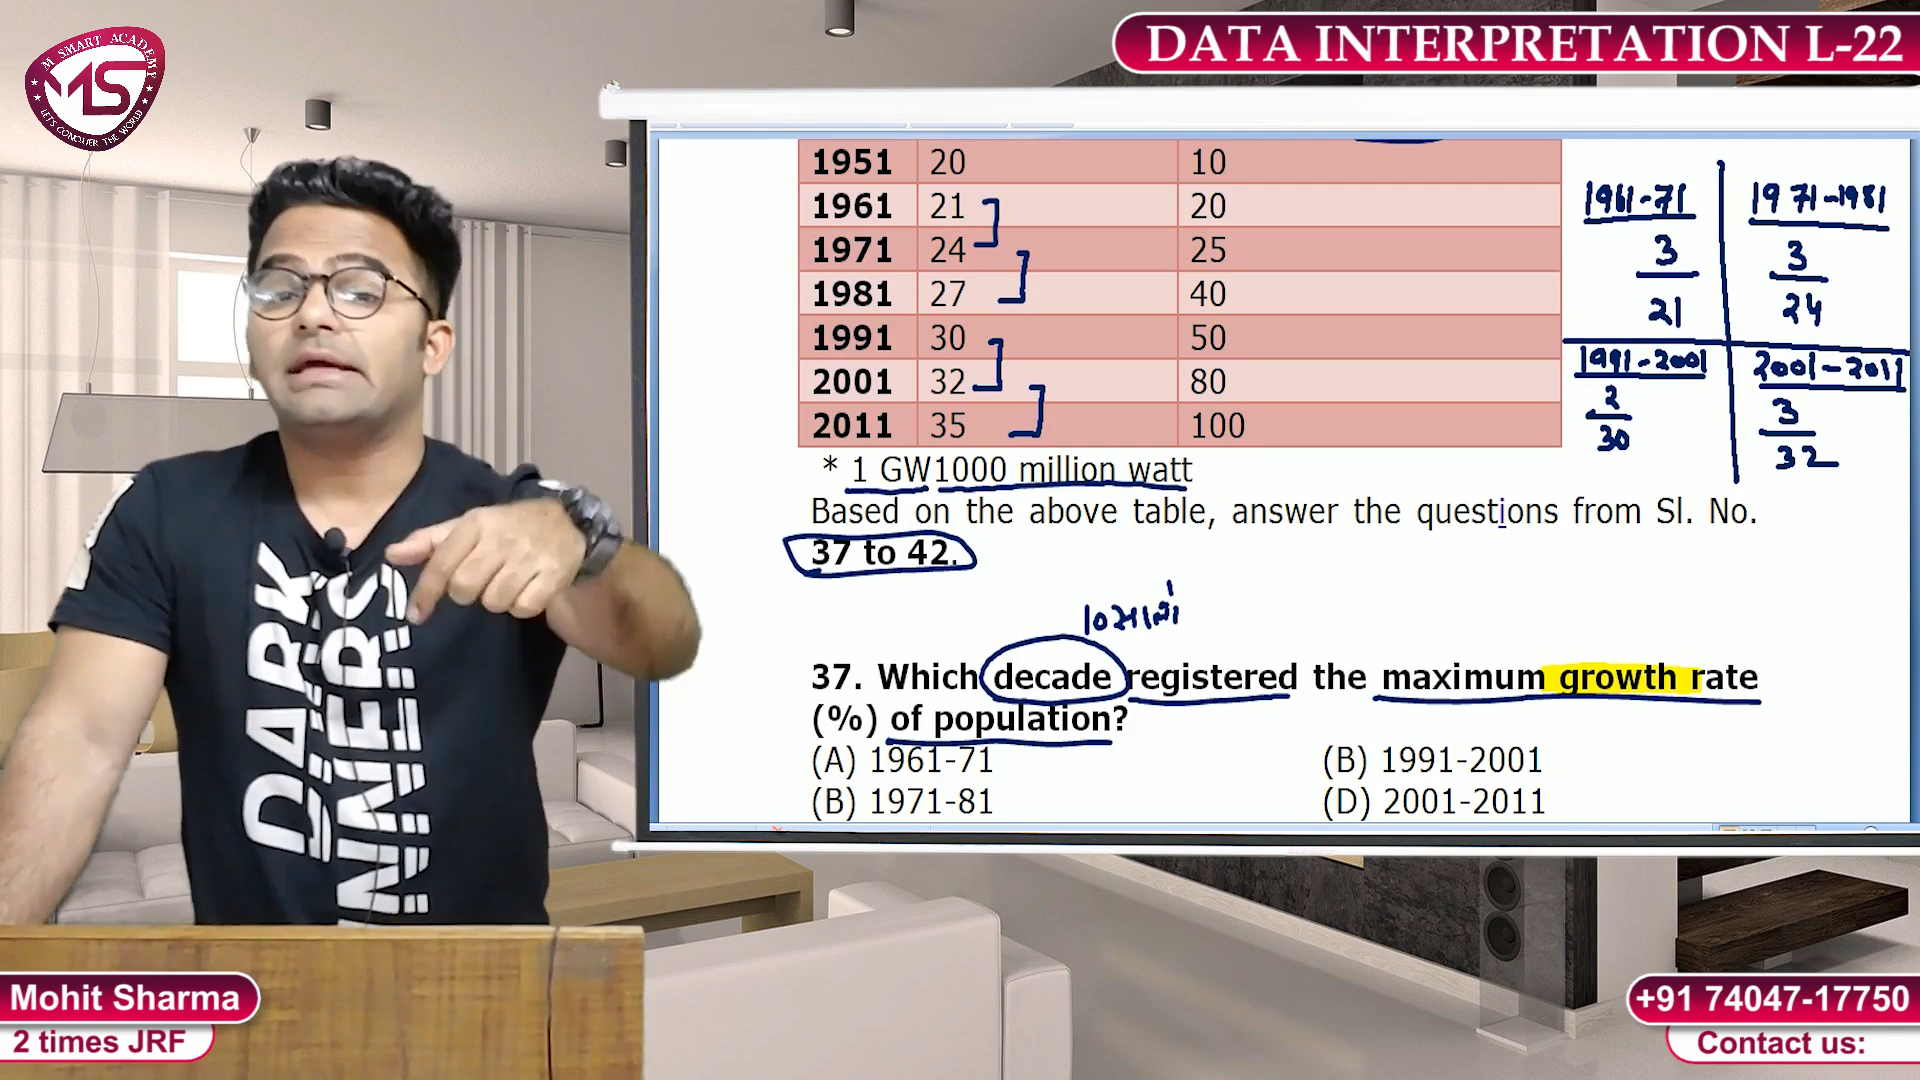 M SMART ACADEMY
MS
LET'S CONQUER THE WORLD
DATA INTERPRETATION L-22
1951 20 10
1961 21 20
1971 24 25
1981 27 40
1991 30 50
2001 32 80
2011 35 100
1961-71
3
21
1971-1981
3
24
1991-2001
2
30
2001-2011
3
32
* 1 GW1000 million watt
Based on the above table, answer the questions from Sl. No.
37 to 42.
37. Which decade registered the maximum growth rate
(%) of population?
(A) 1961-71 (B) 1991-2001
(B) 1971-81 (D) 2001-2011
DARK
INNERS
Mohit Sharma
2 times JRF
+91 74047-17750
Contact us: